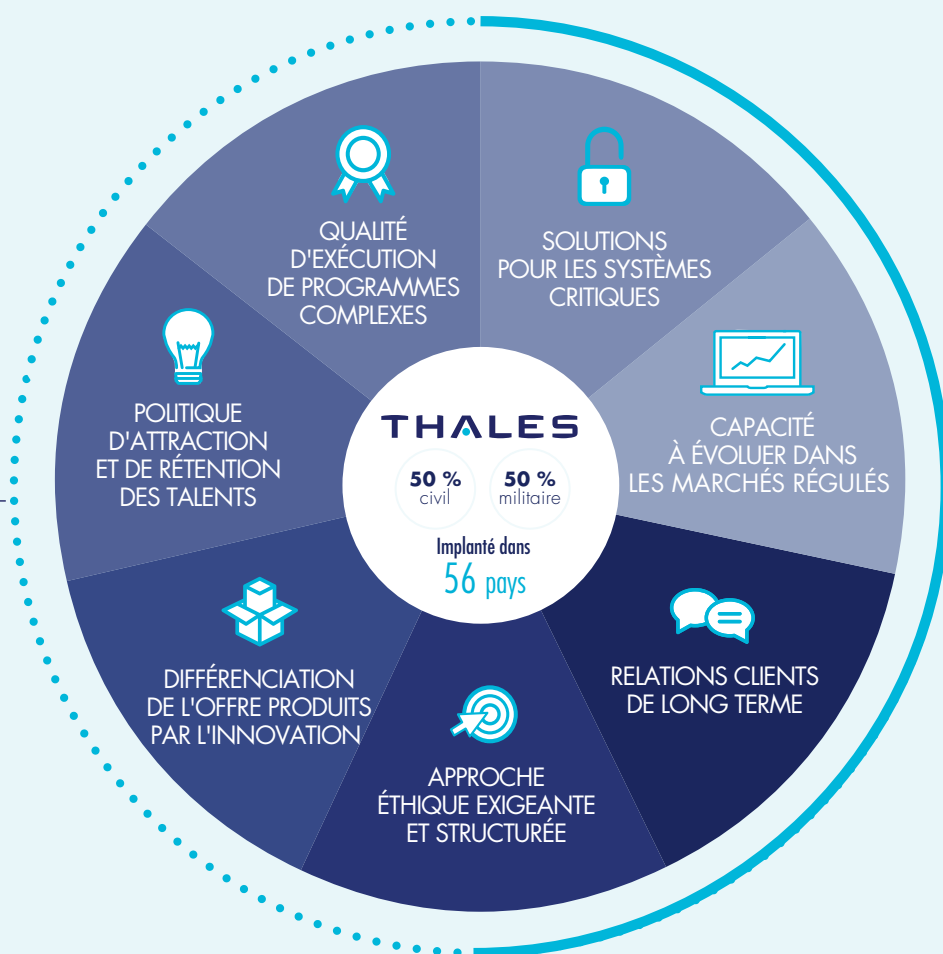 QUALITÉ
D'EXÉCUTION
DE PROGRAMMES
COMPLEXES
SOLUTIONS
POUR LES SYSTÈMES
CRITIQUES
POLITIQUE
D'ATTRACTION
ET DE RÉTENTION
DES TALENTS
THALES
50 %
civil
50 %
militaire
Implanté dans
56 pays
CAPACITÉ
À ÉVOLUER DANS
LES MARCHÉS RÉGULÉS
DIFFÉRENCIATION
DE L'OFFRE PRODUITS
PAR L'INNOVATION
APPROCHE
ÉTHIQUE EXIGEANTE
ET STRUCTURÉE
RELATIONS CLIENTS
DE LONG TERME